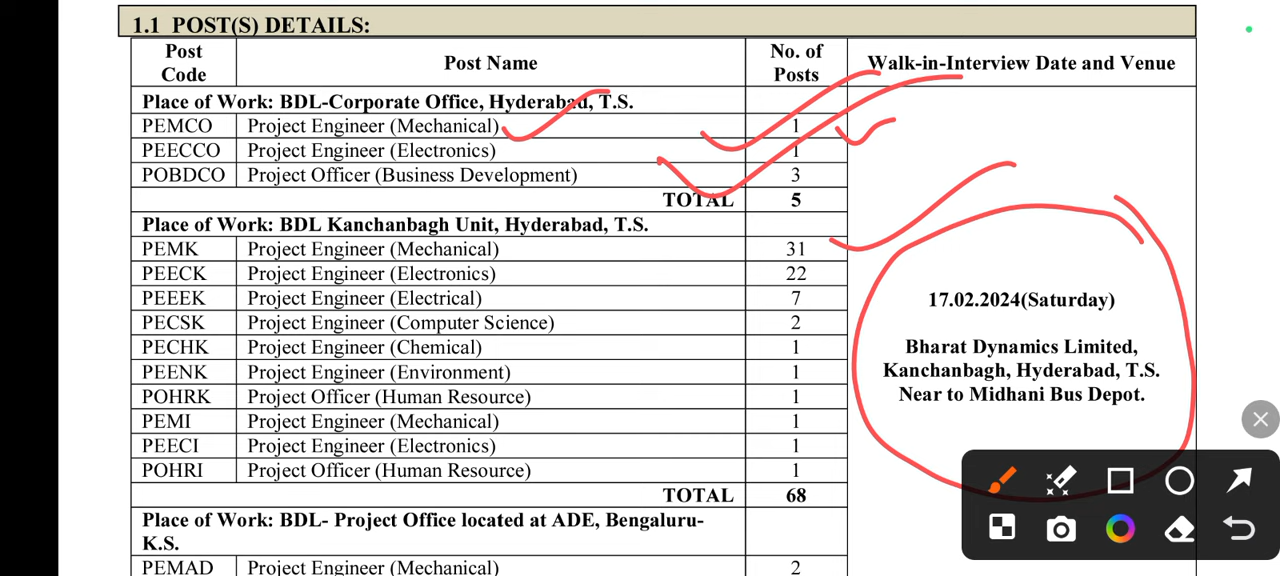 1.1 POST(S) DETAILS:
Post Code | Post Name | No. of Posts | Walk-in-Interview Date and Venue
Place of Work: BDL-Corporate Office, Hyderabad, T.S.
PEMCO | Project Engineer (Mechanical) | 1
PEECCO | Project Engineer (Electronics) | 1
POBDCO | Project Officer (Business Development) | 3
TOTAL | 5
Place of Work: BDL Kanchanbagh Unit, Hyderabad, T.S.
PEMK | Project Engineer (Mechanical) | 31
PEECK | Project Engineer (Electronics) | 22
PEEEK | Project Engineer (Electrical) | 7
PECSK | Project Engineer (Computer Science) | 2
PECHK | Project Engineer (Chemical) | 1
PEENK | Project Engineer (Environment) | 1
POHRK | Project Officer (Human Resource) | 1
PEMI | Project Engineer (Mechanical) | 1
PEECI | Project Engineer (Electronics) | 1
POHRI | Project Officer (Human Resource) | 1
TOTAL | 68
Place of Work: BDL- Project Office located at ADE, Bengaluru-
K.S.
PEMAD | Project Engineer (Mechanical) | 2
17.02.2024(Saturday)
Bharat Dynamics Limited,
Kanchanbagh, Hyderabad, T.S.
Near to Midhani Bus Depot.